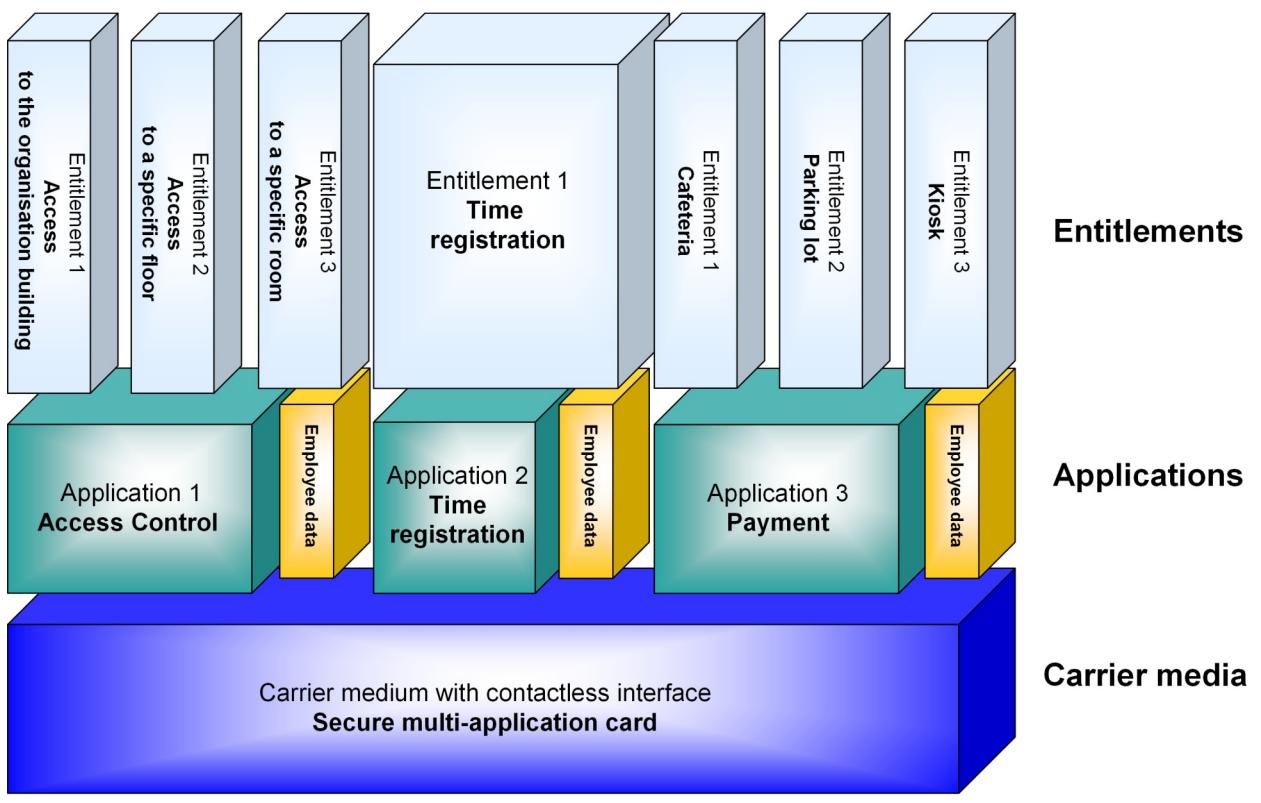 Entitlement 1
Access
to the organisation building
Entitlement 2
Access
to a specific floor
Entitlement 3
Access
to a specific room
Entitlement 1
Time
registration
Entitlement 1
Cafeteria
Entitlement 2
Parking lot
Entitlement 3
Kiosk
Entitlements
Application 1
Access Control
Employee data
Application 2
Time
registration
Employee data
Application 3
Payment
Employee data
Applications
Carrier medium with contactless interface
Secure multi-application card
Carrier media